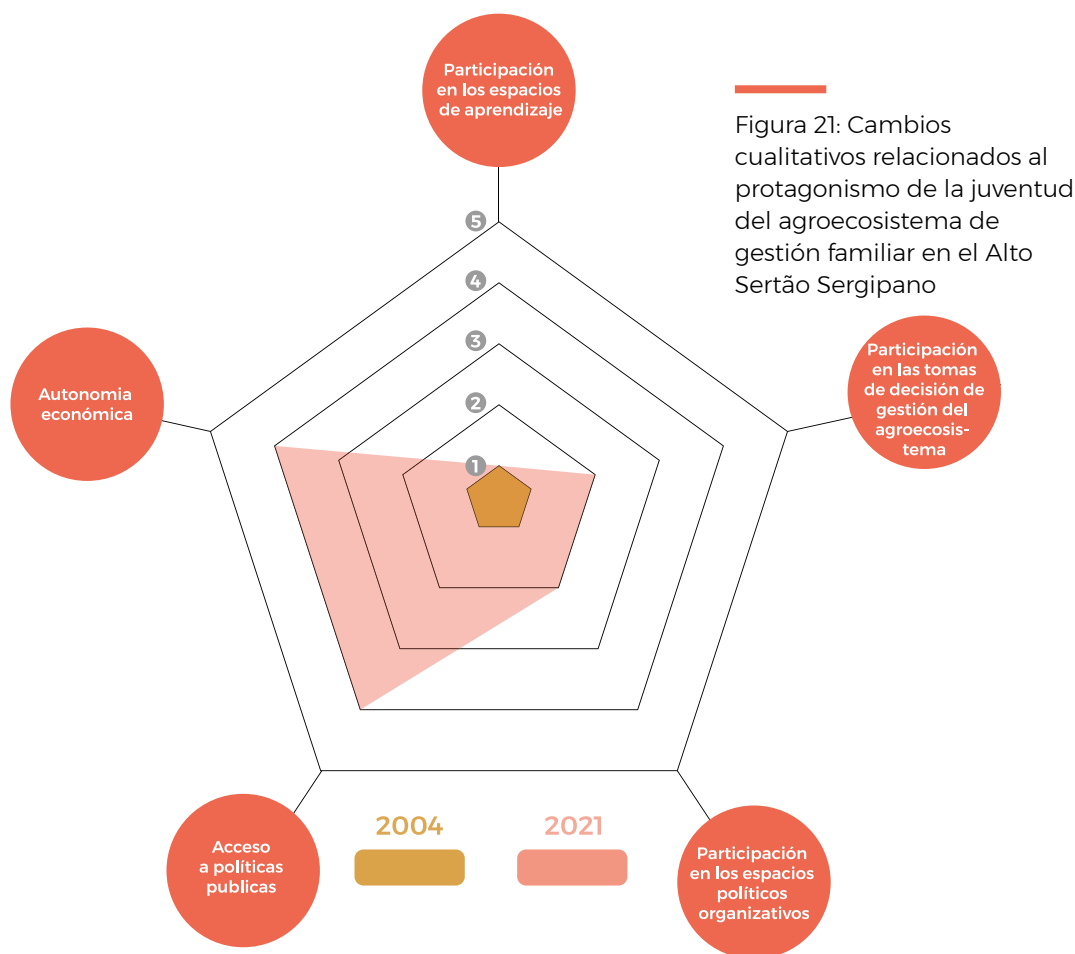 Participación
en los espacios
de aprendizaje
Figura 21: Cambios
cualitativos relacionados al
protagonismo de la juventud
del agroecosistema de
gestión familiar en el Alto
Sertão Sergipano
5
4
3
2
1
Autonomia
económica
Participación
en las tomas
de decisión de
gestión del
agroecosis-
tema
Acceso
a políticas
publicas
2004
2021
Participación
en los espacios
políticos
organizativos